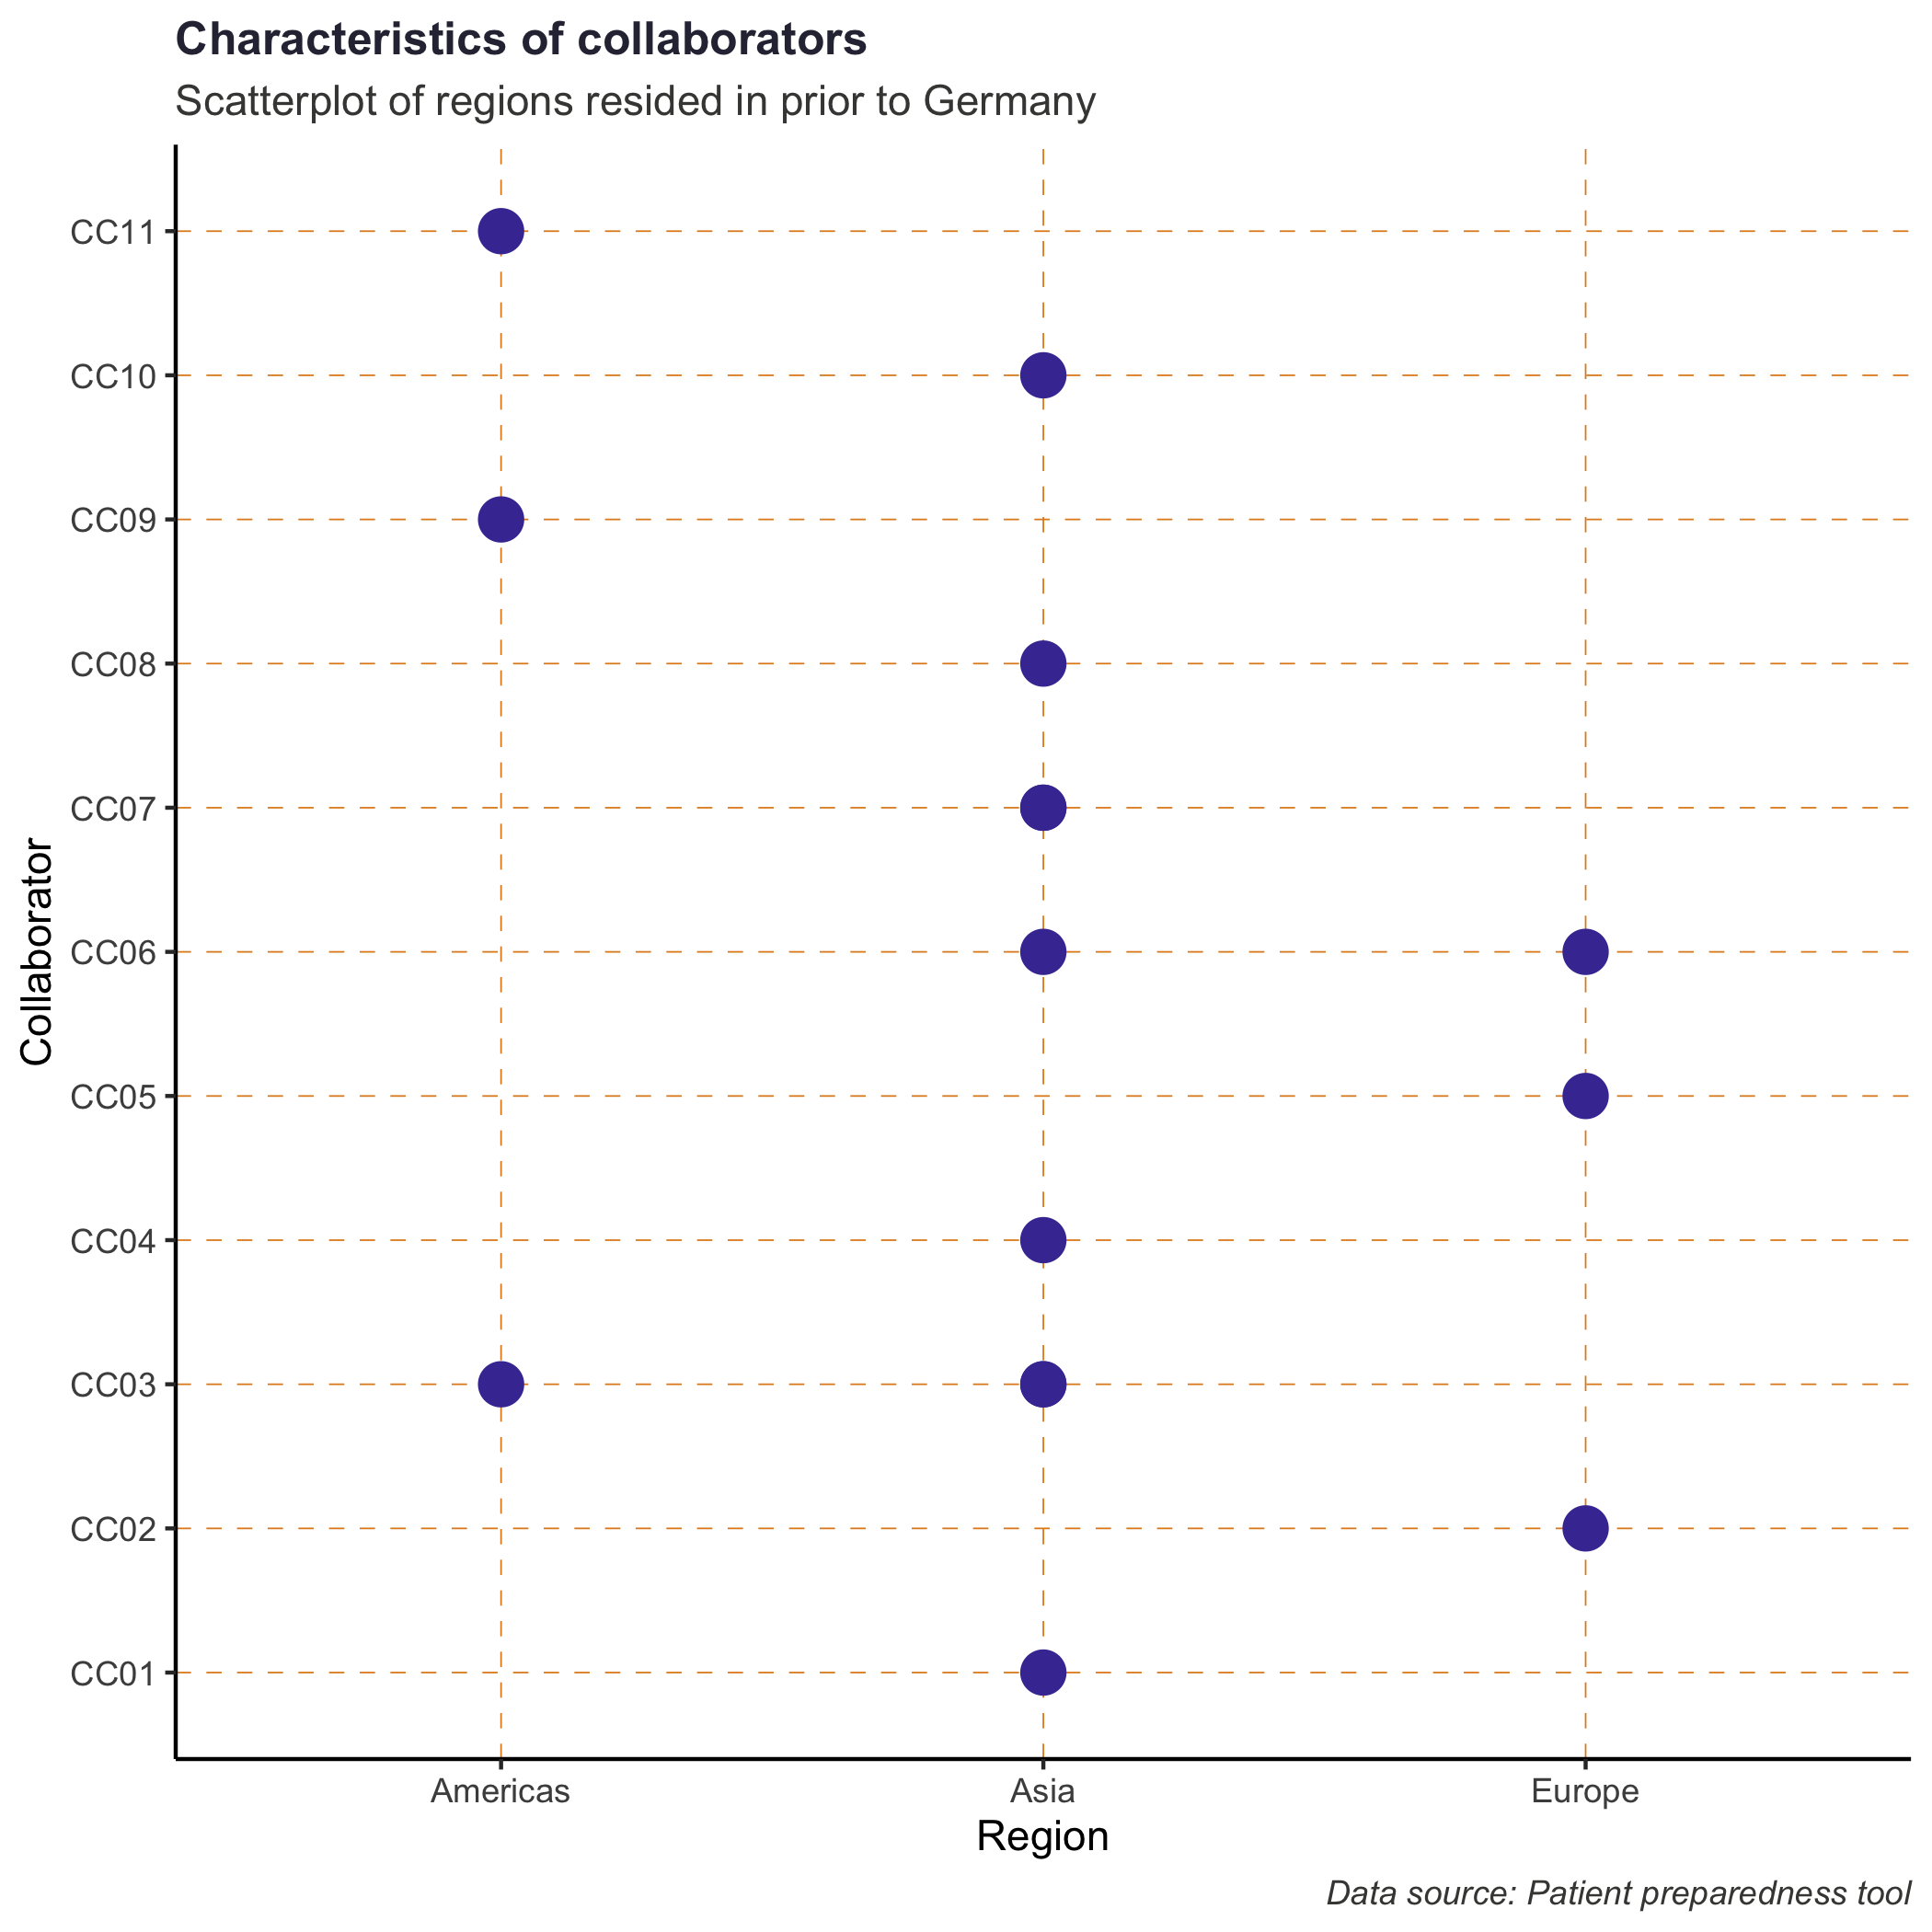 Characteristics of collaborators
Scatterplot of regions resided in prior to Germany
Collaborator
CC11
CC10
CC09
CC08
CC07
CC06
CC05
CC04
CC03
CC02
CC01
Americas
Asia
Europe
Region
Data source: Patient preparedness tool